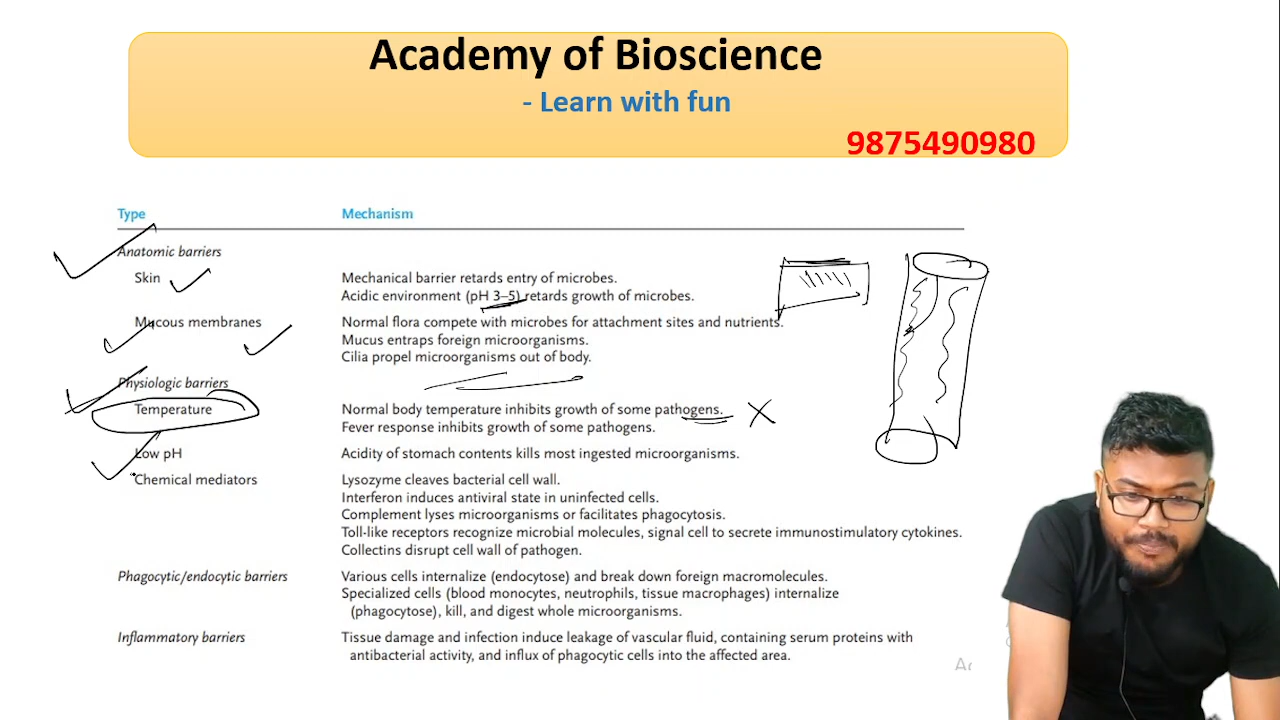 Academy of Bioscience
- Learn with fun
9875490980
Type Mechanism
Anatomic barriers
Skin Mechanical barrier retards entry of microbes.
Acidic environment (pH 3–5) retards growth of microbes.
Mucous membranes Normal flora compete with microbes for attachment sites and nutrients.
Mucus entraps foreign microorganisms.
Cilia propel microorganisms out of body.
Physiologic barriers
Temperature Normal body temperature inhibits growth of some pathogens.
Fever response inhibits growth of some pathogens.
Low pH Acidity of stomach contents kills most ingested microorganisms.
Chemical mediators Lysozyme cleaves bacterial cell wall.
Interferon induces antiviral state in uninfected cells.
Complement lyses microorganisms or facilitates phagocytosis.
Toll-like receptors recognize microbial molecules, signal cell to secrete immunostimulatory cytokines.
Collectins disrupt cell wall of pathogen.
Phagocytic/endocytic barriers Various cells internalize (endocytose) and break down foreign macromolecules.
Specialized cells (blood monocytes, neutrophils, tissue macrophages) internalize
(phagocytose), kill, and digest whole microorganisms.
Inflammatory barriers Tissue damage and infection induce leakage of vascular fluid, containing serum proteins with
antibacterial activity, and influx of phagocytic cells into the affected area.